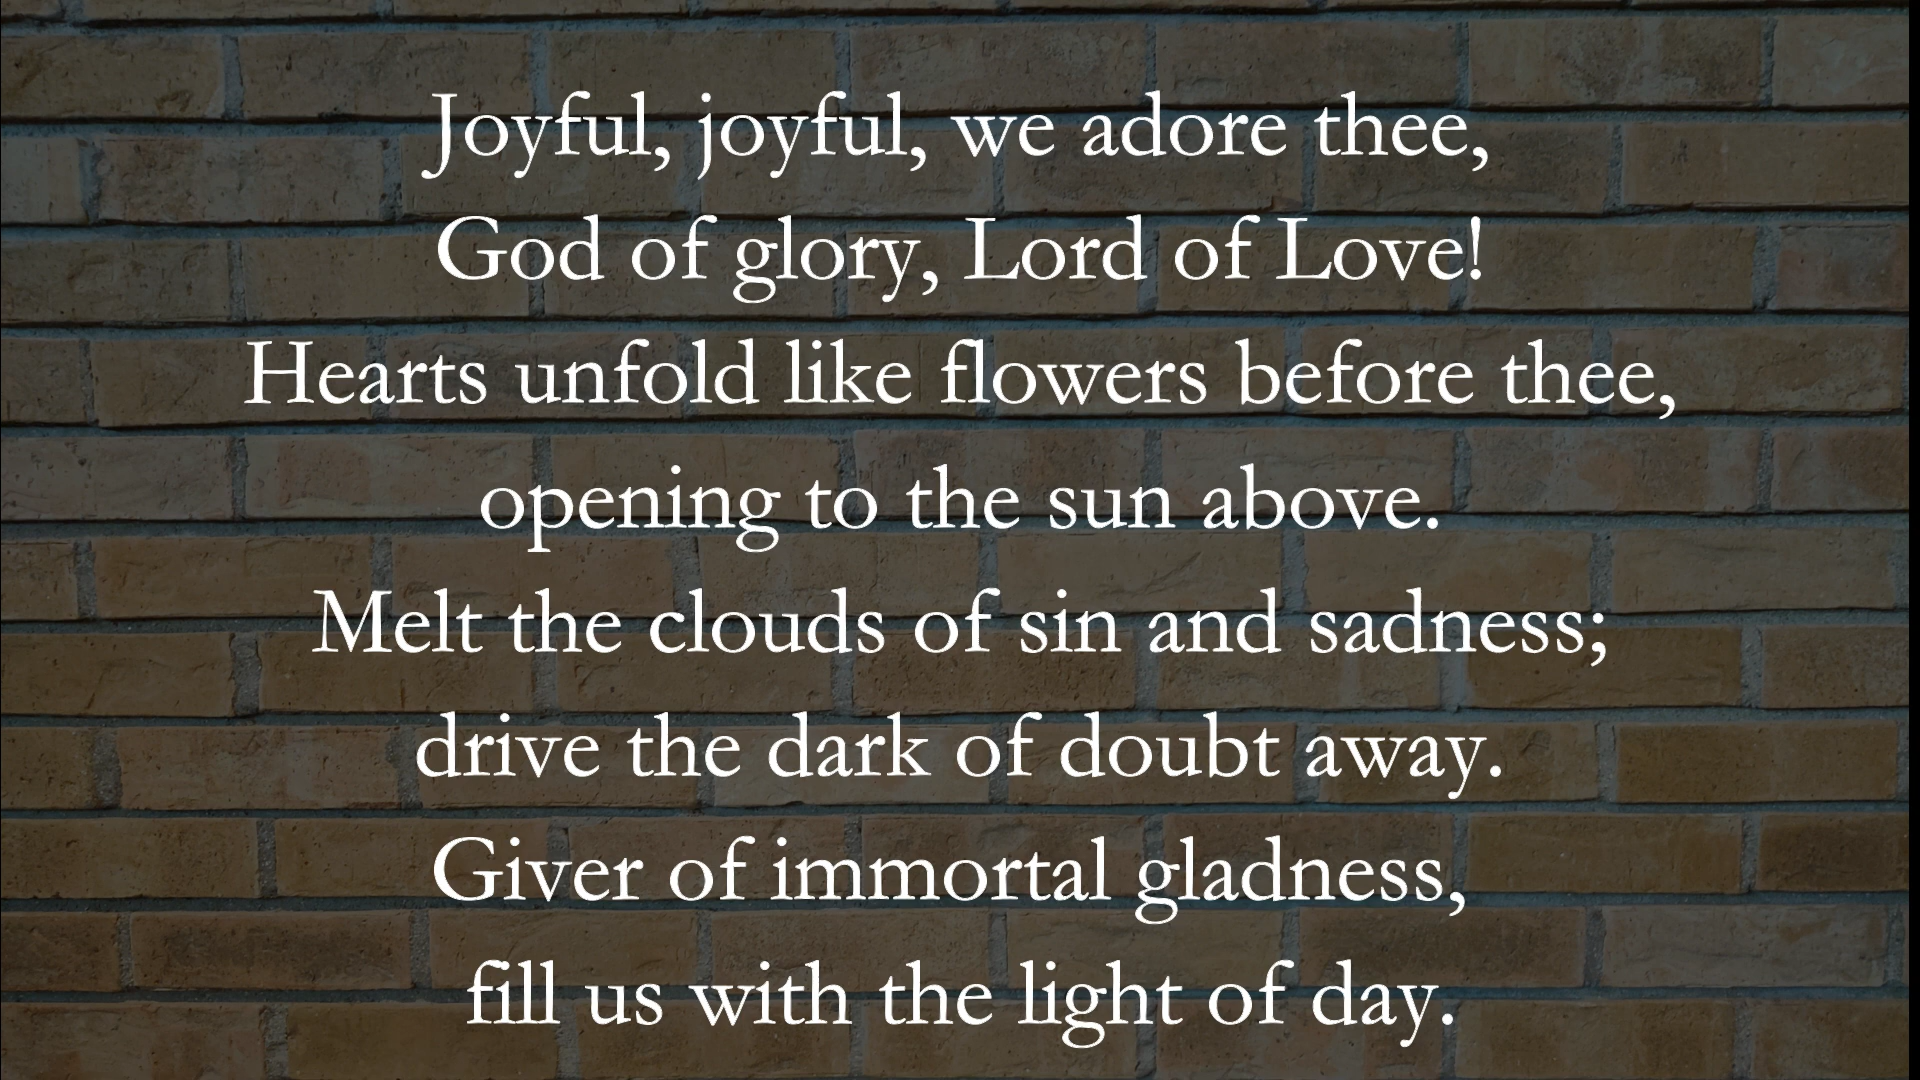 Joyful, joyful, we adore thee,
God of glory, Lord of Love!
Hearts unfold like flowers before thee,
opening to the sun above.
Melt the clouds of sin and sadness;
drive the dark of doubt away.
Giver of immortal gladness,
fill us with the light of day.